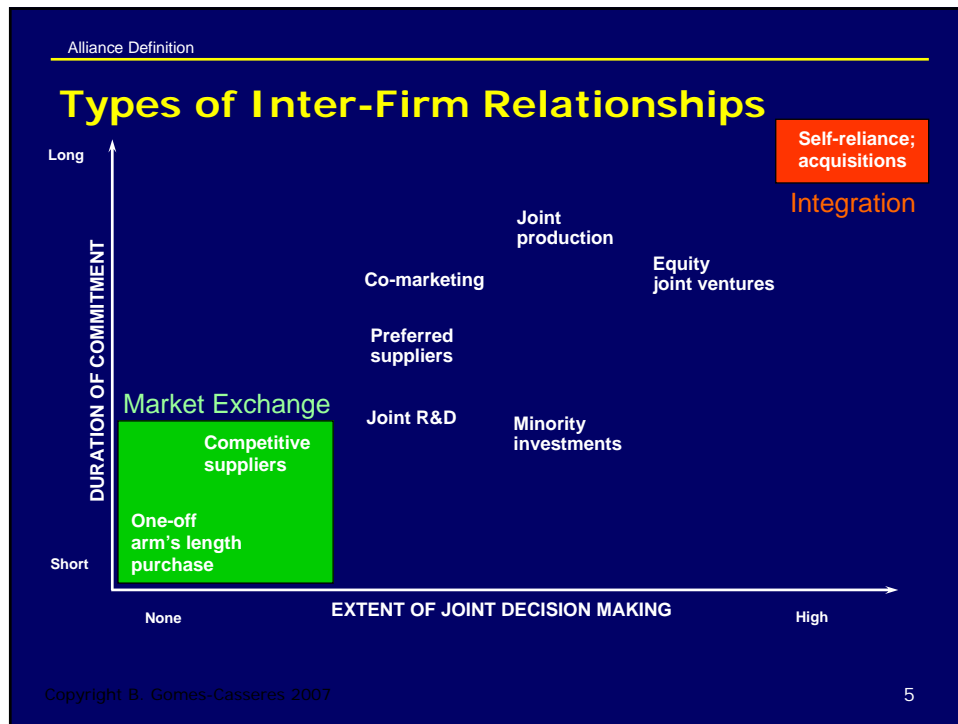 Alliance Definition
Types of Inter-Firm Relationships
Self-reliance;
acquisitions
Integration
Long
Joint
production
Equity
joint ventures
Co-marketing
Preferred
suppliers
DURATION OF COMMITMENT
Market Exchange
Joint R&D
Minority
investments
Competitive
suppliers
One-off
arm's length
purchase
Short
None
EXTENT OF JOINT DECISION MAKING
High
Copyright B. Gomes-Casseres 2007
5